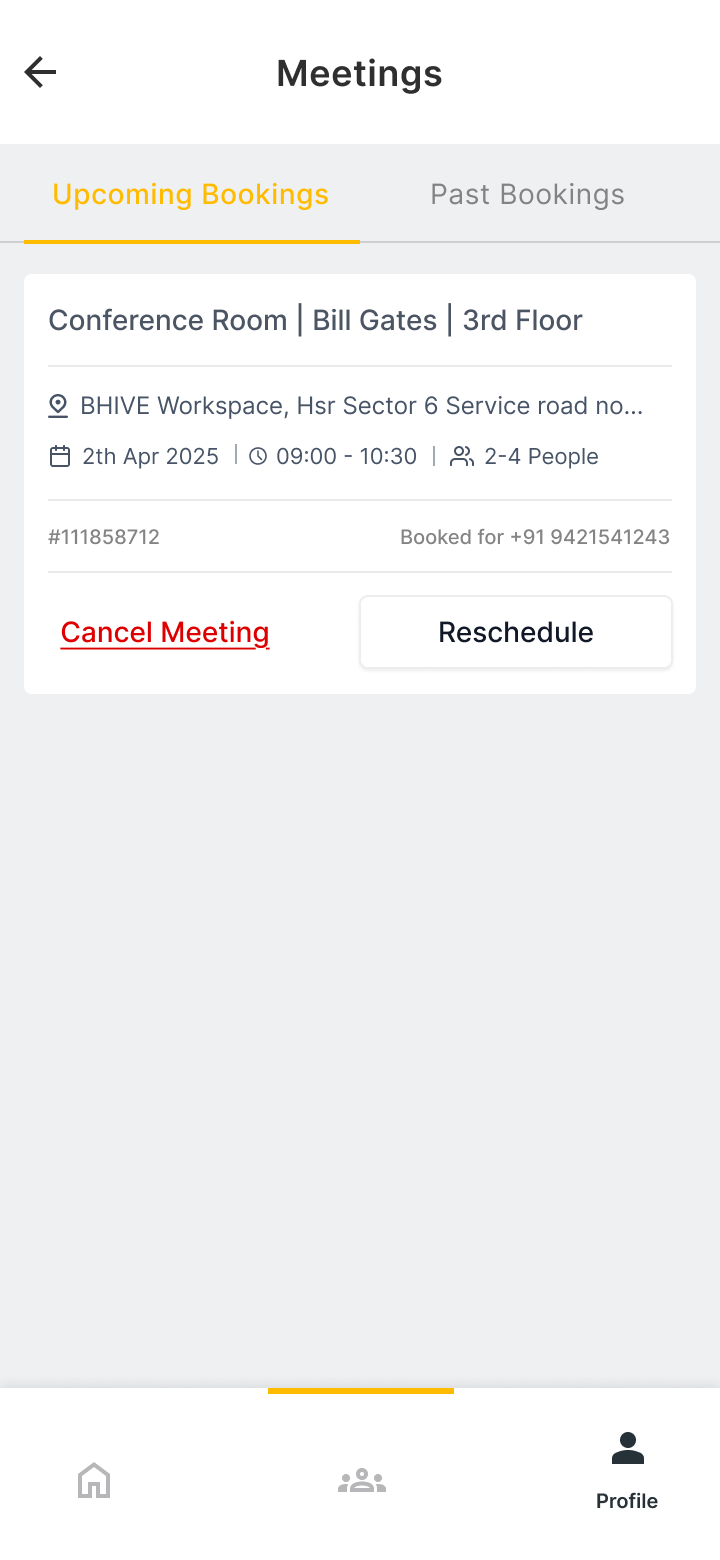 Meetings
Upcoming Bookings Past Bookings
Conference Room | Bill Gates | 3rd Floor
BHIVE Workspace, Hsr Sector 6 Service road no...
2th Apr 2025 | 09:00 - 10:30 | 2-4 People
#111858712 Booked for +91 9421541243
Cancel Meeting Reschedule
Profile